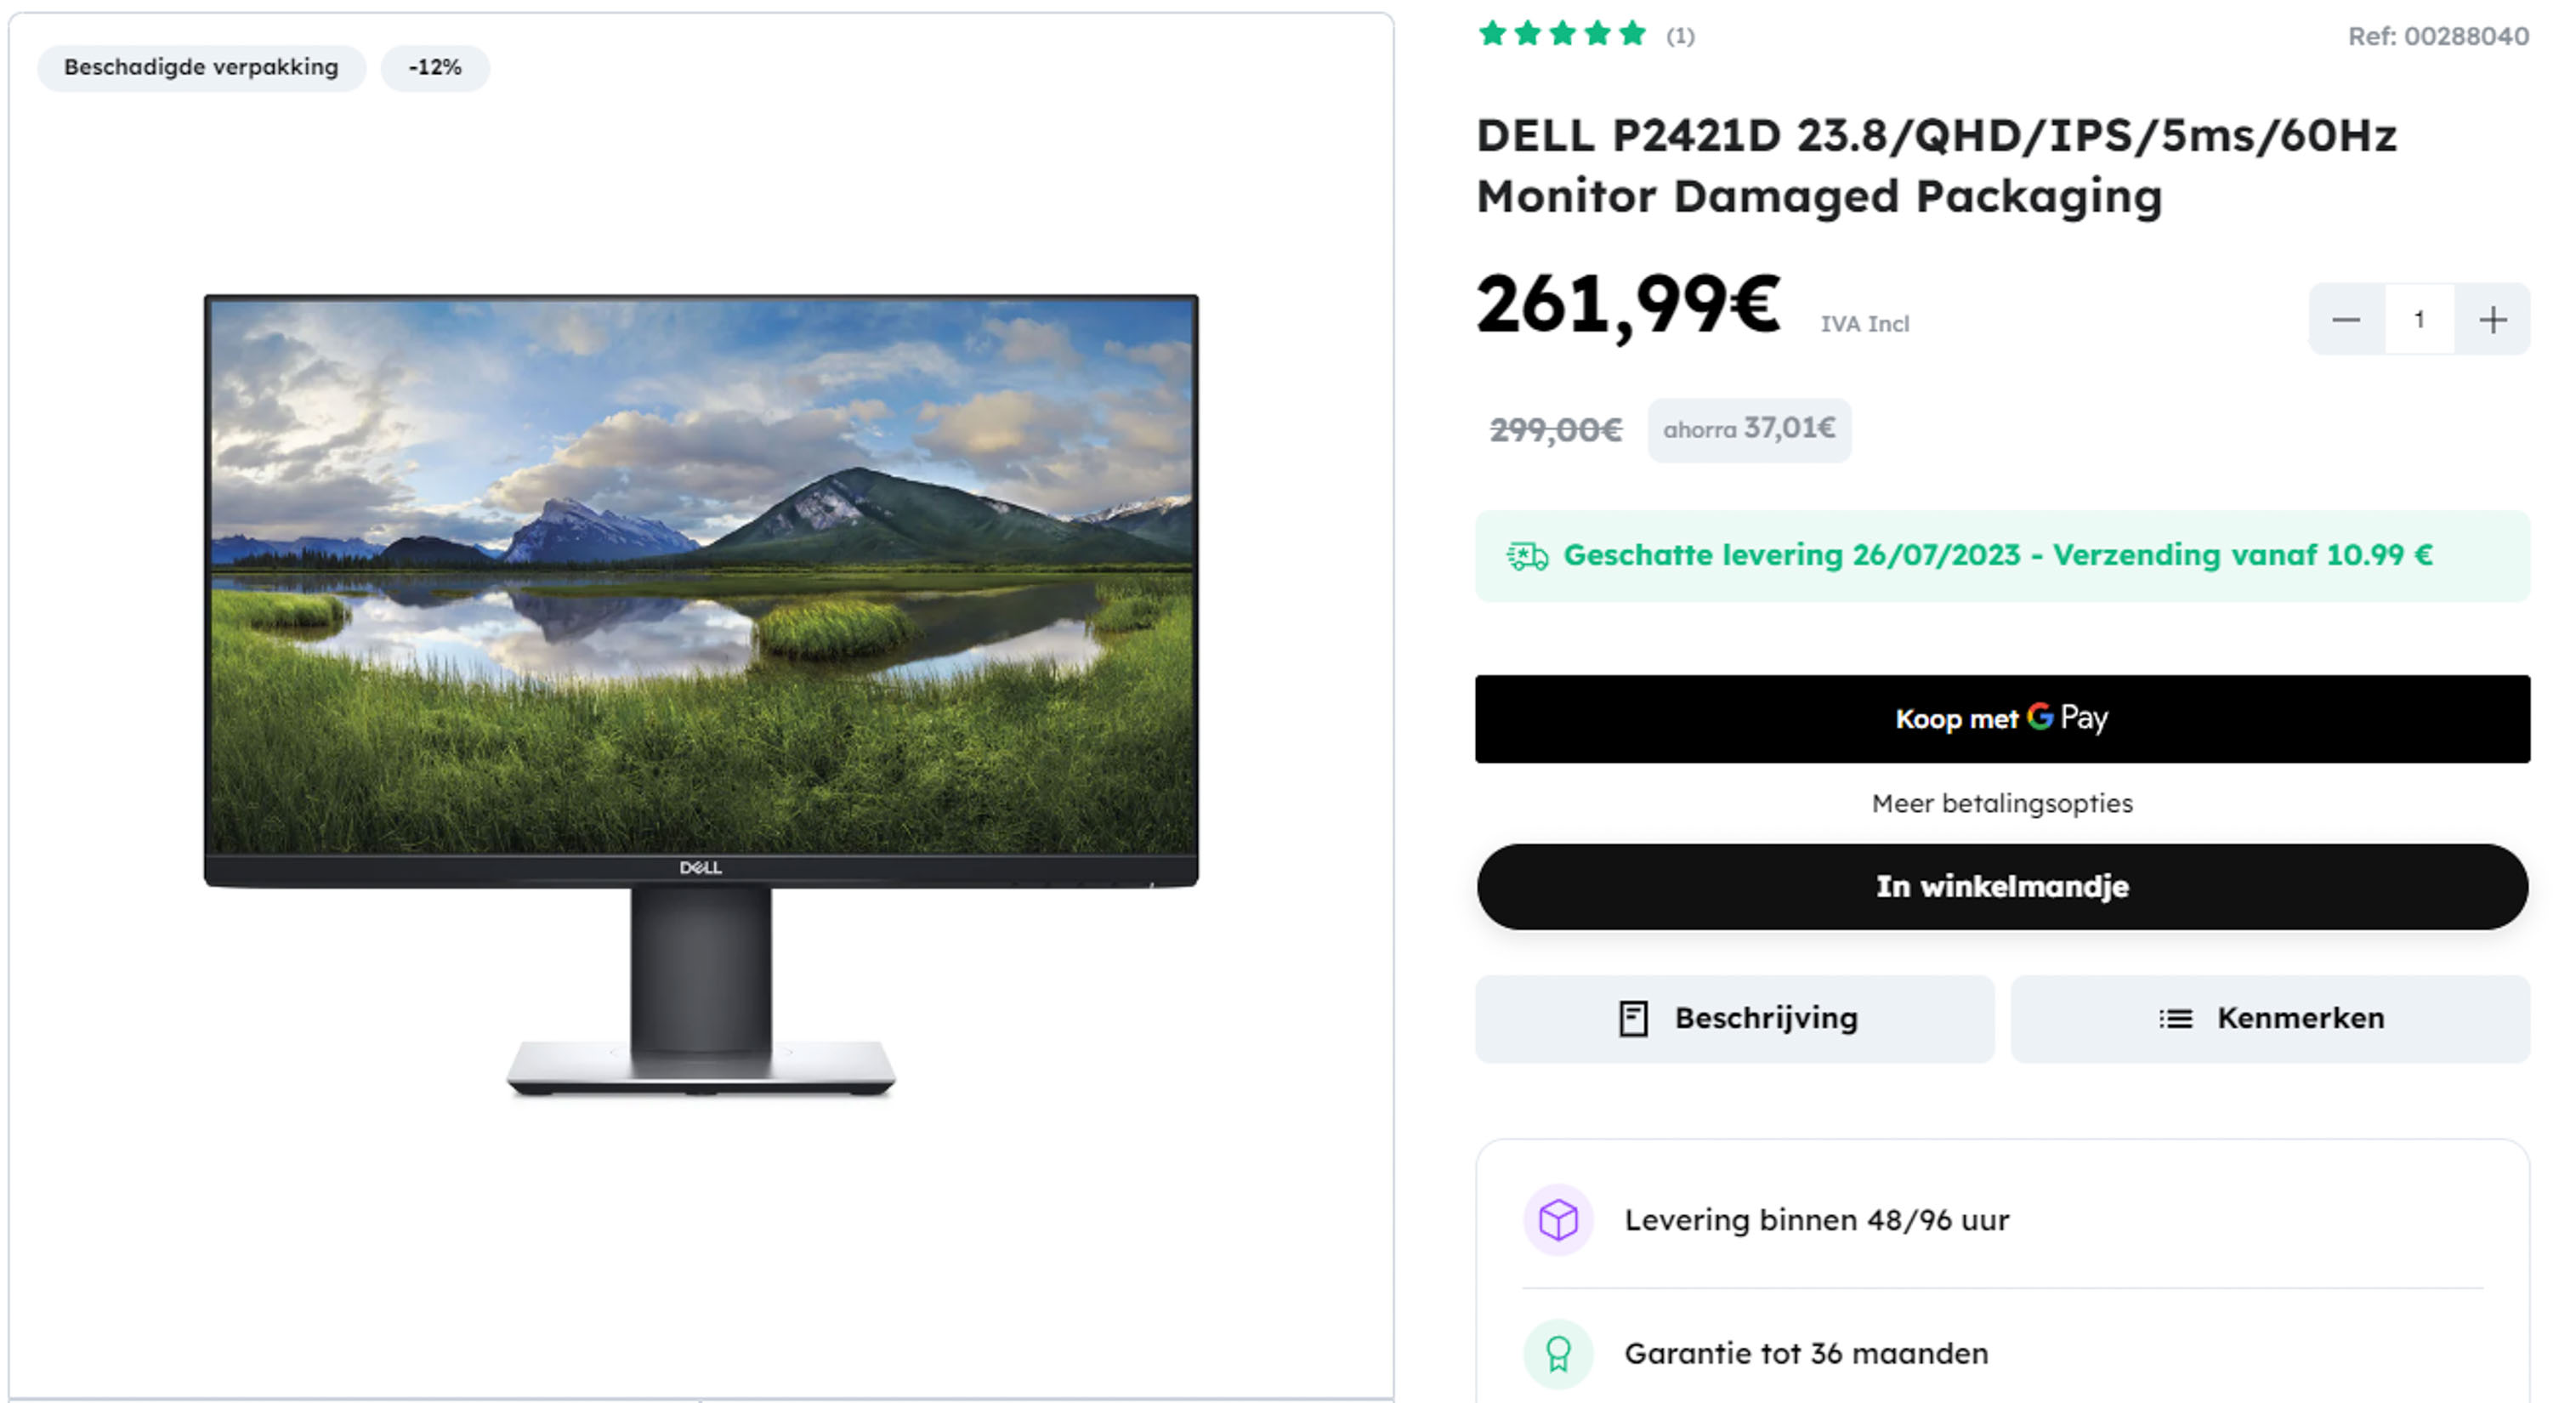 Beschadigde verpakking
-12%
DELL
(1)
Ref: 00288040
DELL P2421D 23.8/QHD/IPS/5ms/60Hz
Monitor Damaged Packaging
261,99€ IVA Incl
1
299,00€ ahorra 37,01€
Geschatte levering 26/07/2023 - Verzending vanaf 10.99 €
Koop met G Pay
Meer betalingsopties
In winkelmandje
Beschrijving
Kenmerken
Levering binnen 48/96 uur
Garantie tot 36 maanden